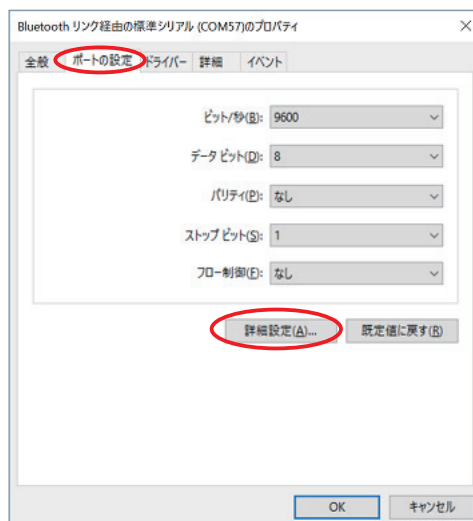 Bluetooth リンク経由の標準シリアル (COM57)のプロパティ
全般 ポートの設定 ドライバー 詳細 イベント
ビット/秒(B): 9600
データ ビット(D): 8
パリティ(P): なし
ストップ ビット(S): 1
フロー制御(F): なし
詳細設定(A)... 既定値に戻す(R)
OK キャンセル